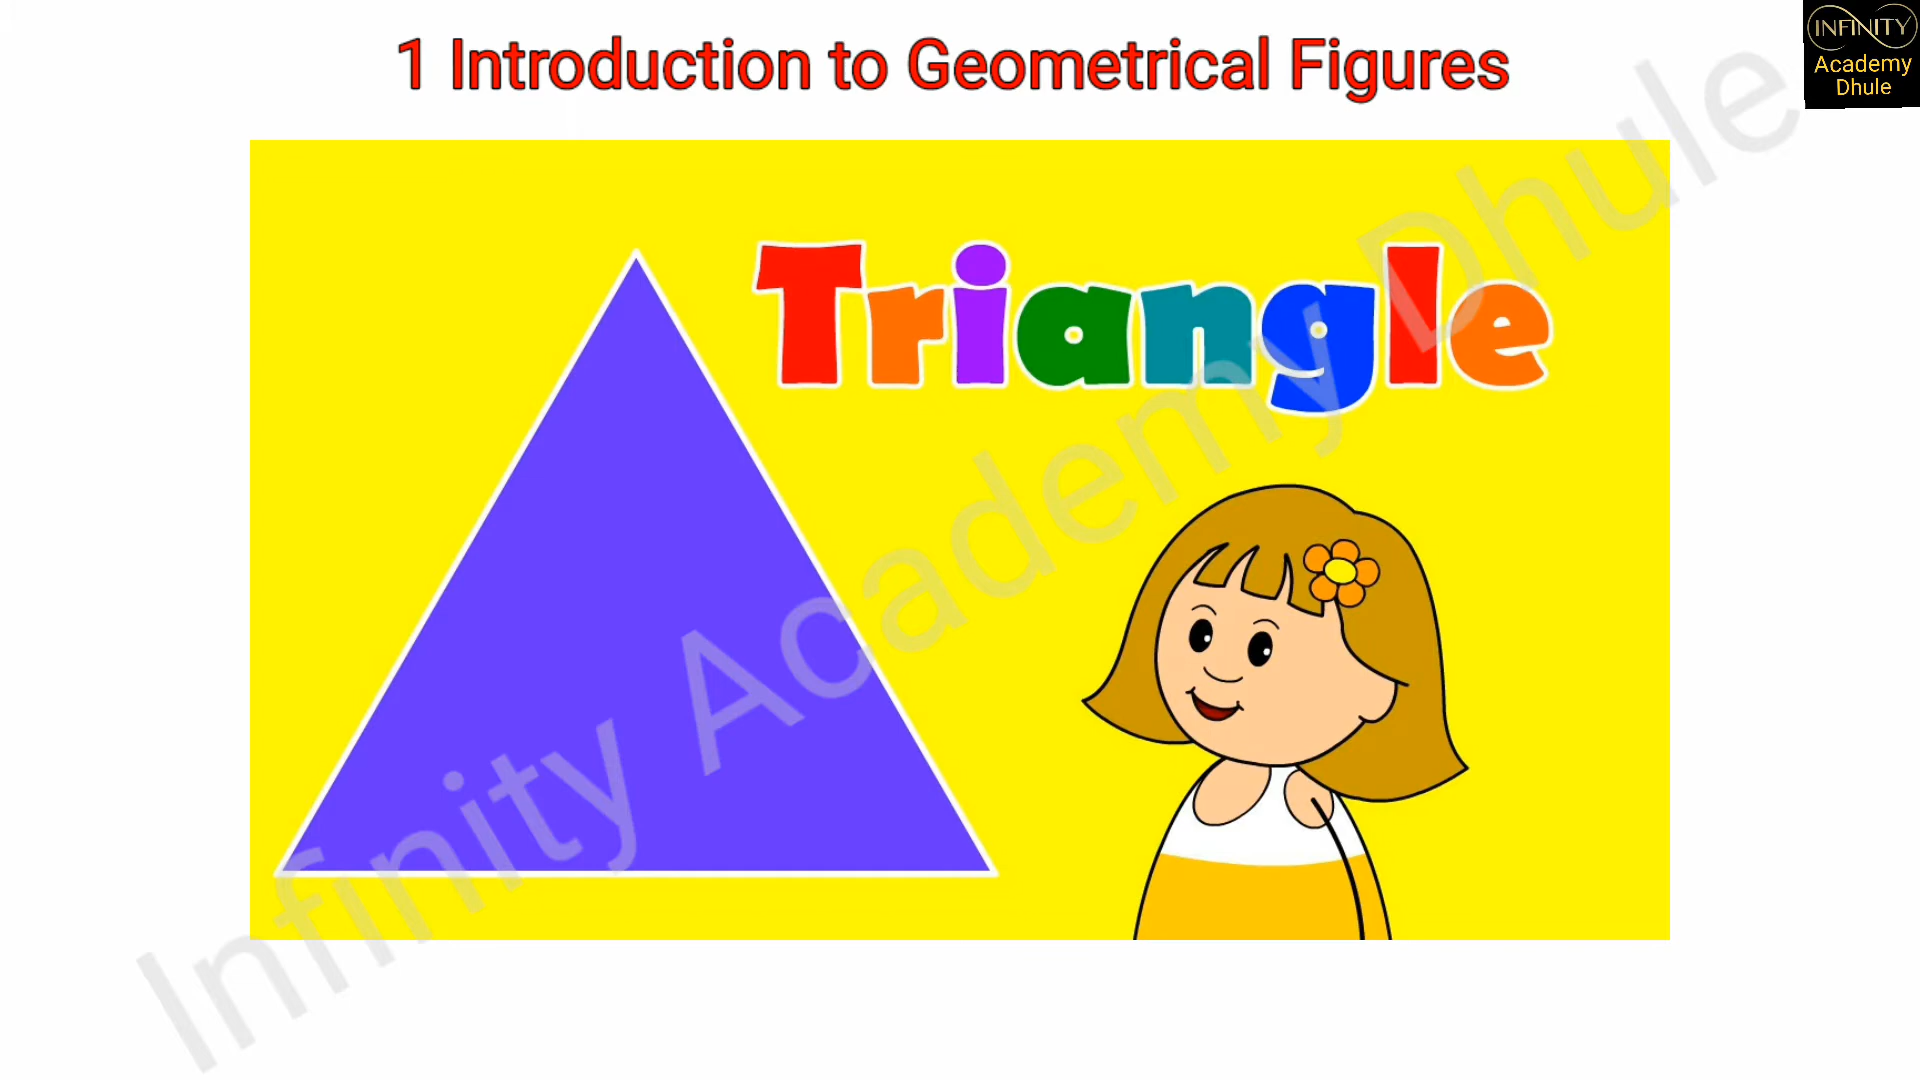 1 Introduction to Geometrical Figures
INFINITY
Academy
Dhule
Triangle
Infinity Academy Dhule